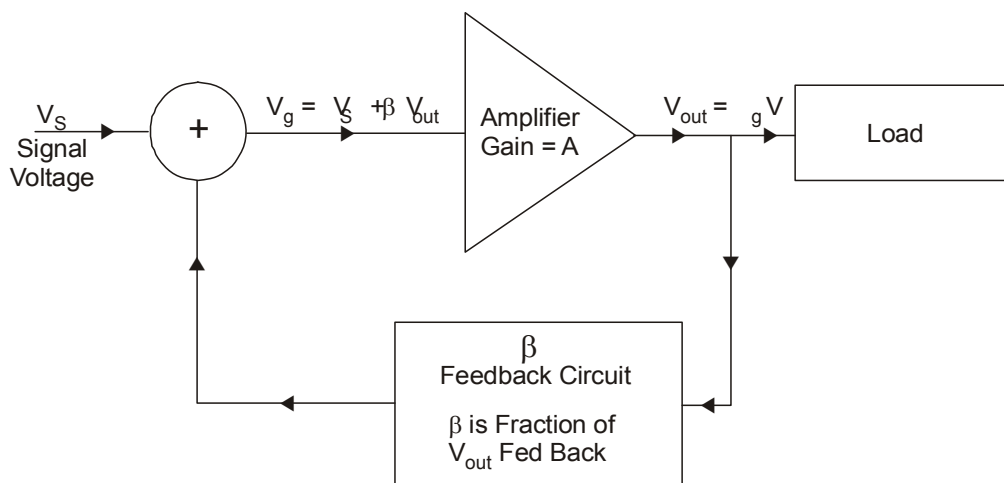 V_S
Signal
Voltage
+
V_g = V_S +β V_out
Amplifier
Gain = A
V_out = _g V
Load
β
Feedback Circuit
β is Fraction of
V_out Fed Back